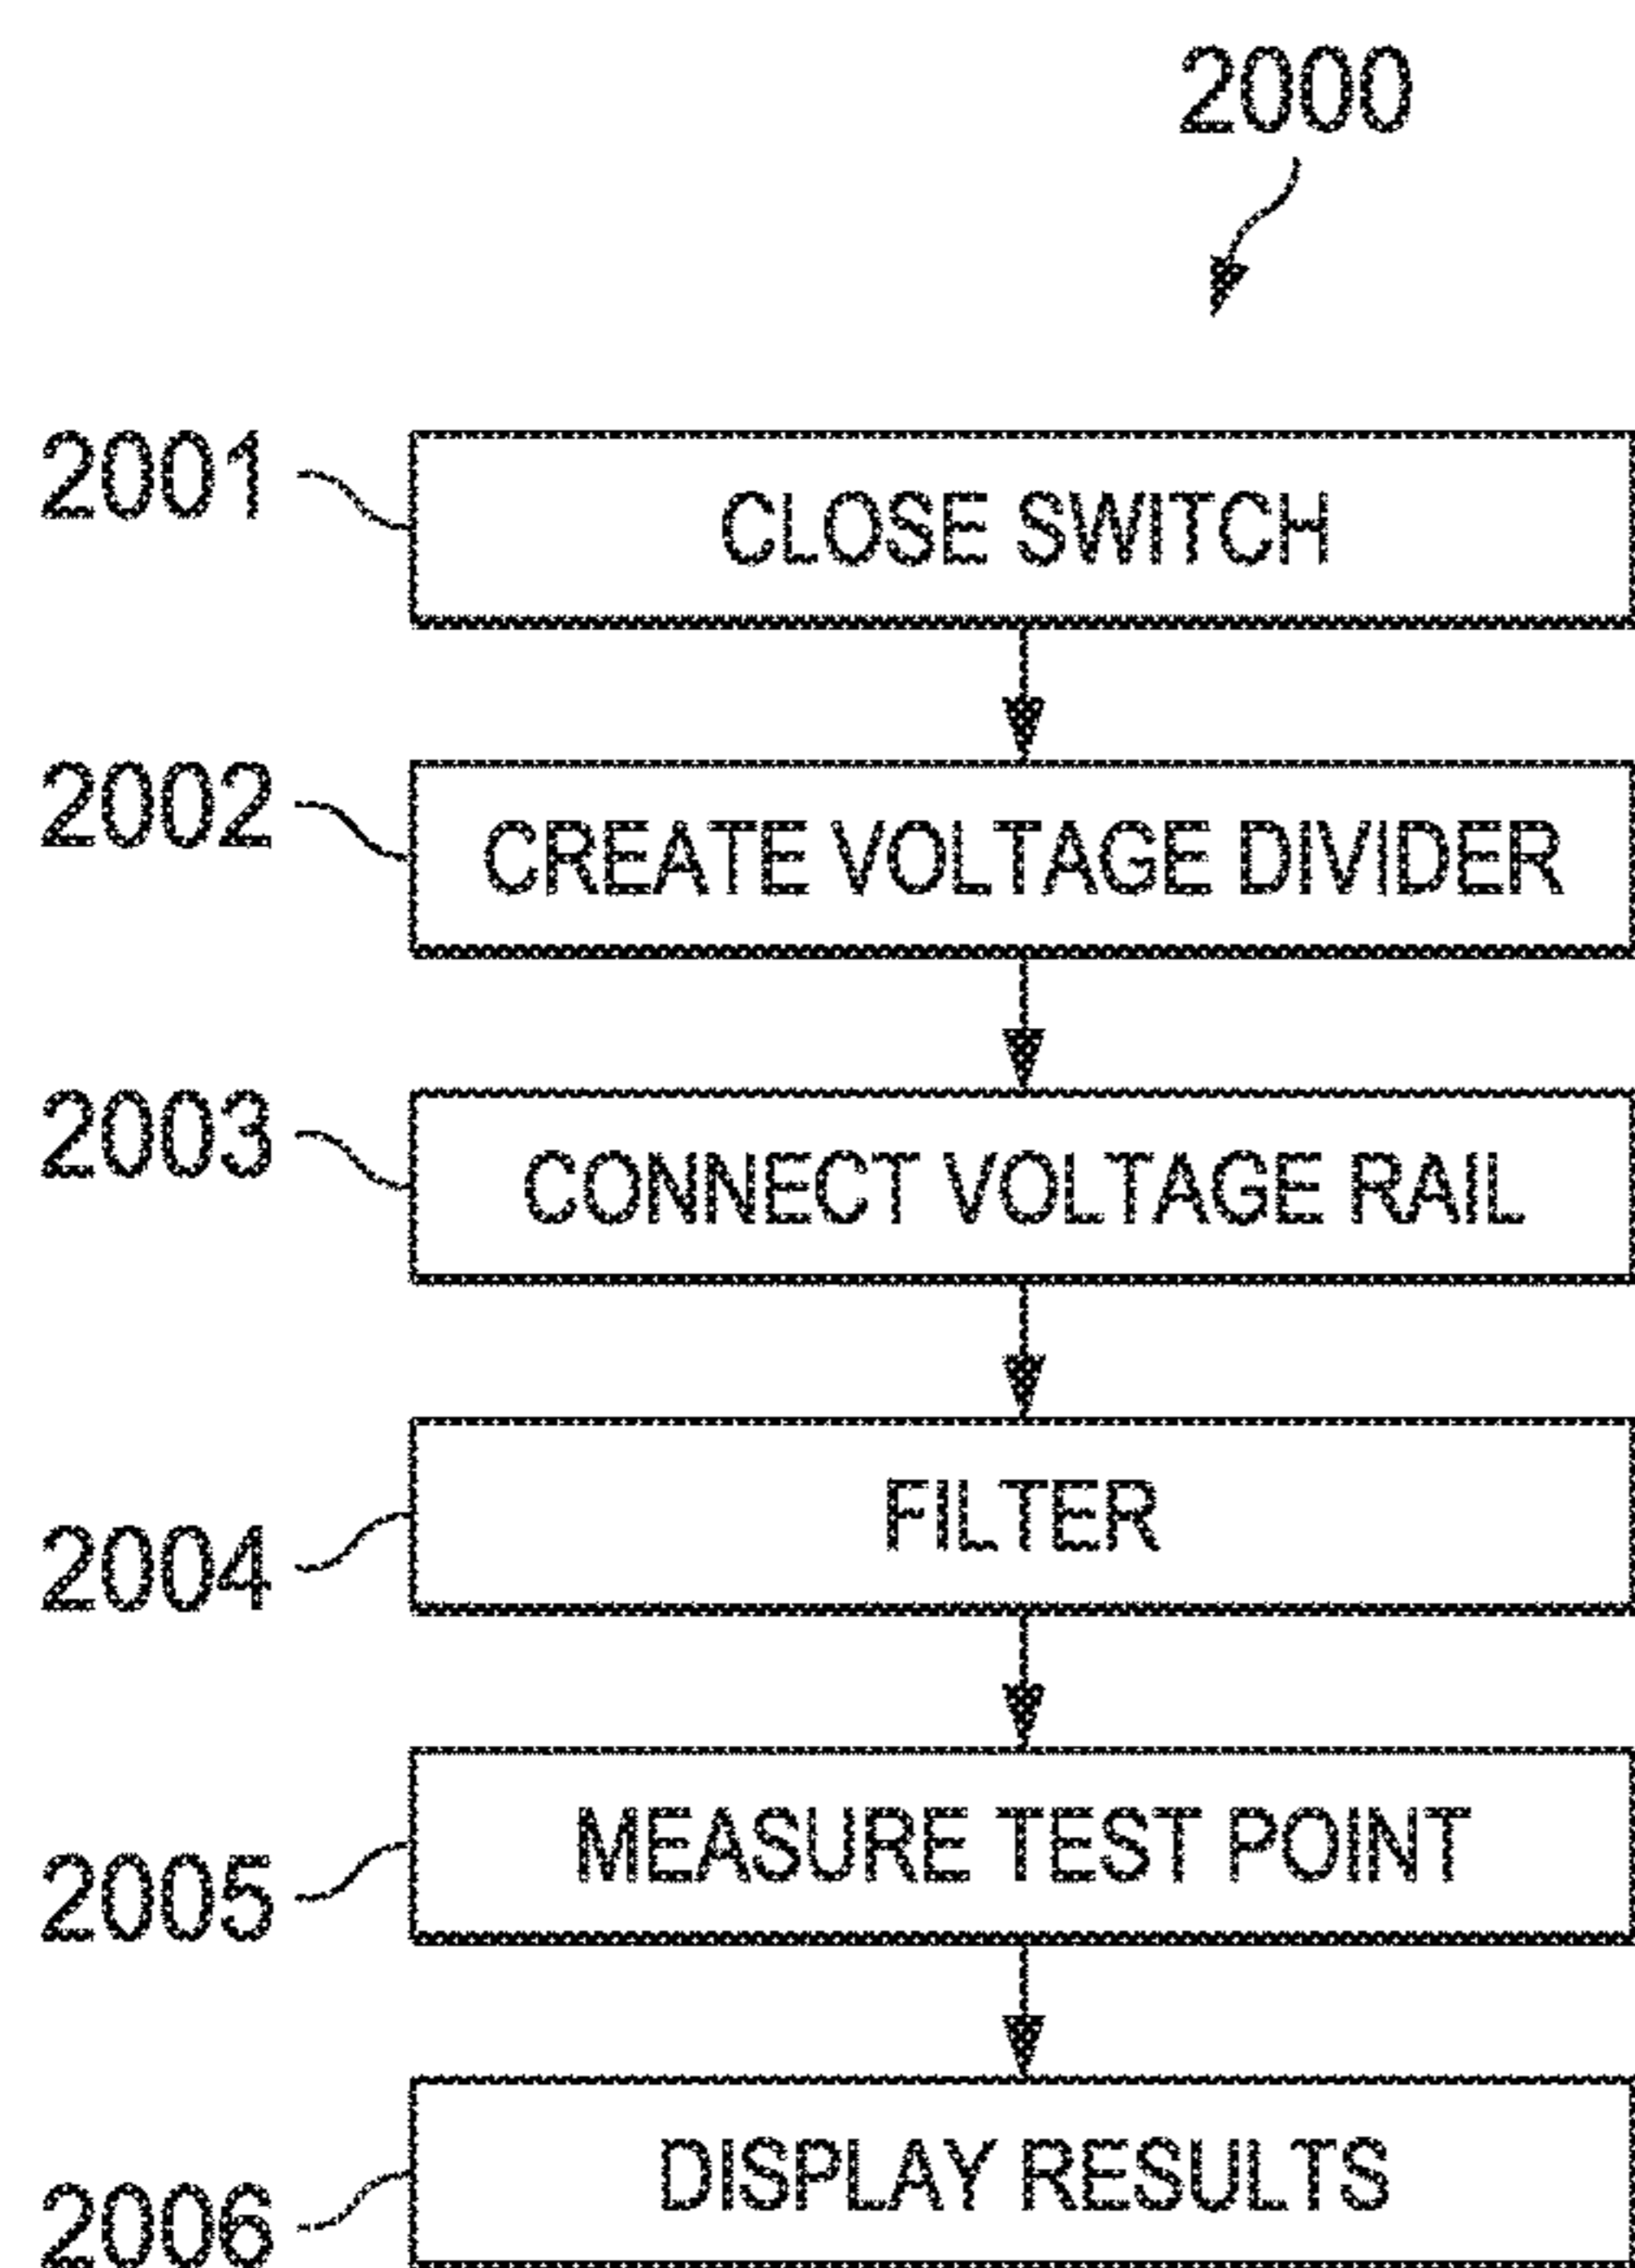 2000
2001
CLOSE SWITCH
2002
CREATE VOLTAGE DIVIDER
2003
CONNECT VOLTAGE RAIL
FILTER
2004
MEASURE TEST POINT
2005
DISPLAY RESULTS
2006